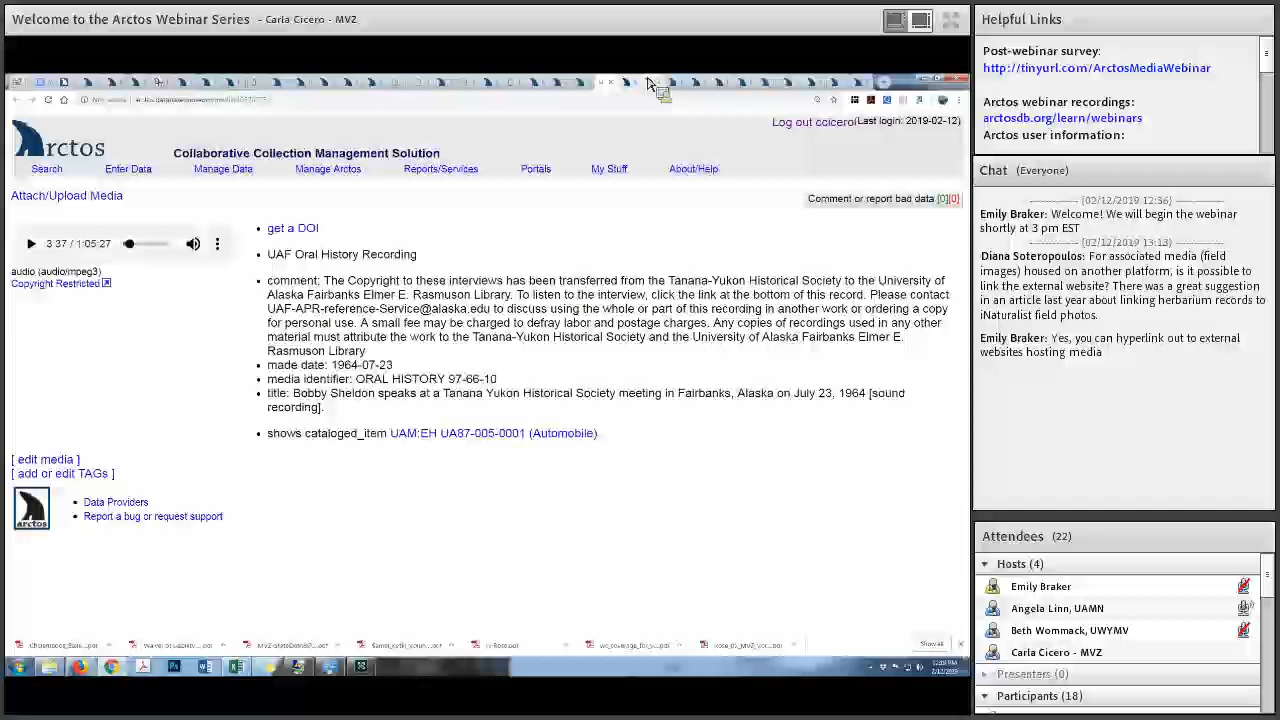 Welcome to the Arctos Webinar Series - Carla Cicero - MVZ
Log out ccicero(Last login: 2019-02-12)
Arctos
Collaborative Collection Management Solution
Search Enter Data Manage Data Manage Arctos Reports/Services Portals My Stuff About/Help
Attach/Upload Media
Comment or report bad data [0][0]
3:37 / 1:05:27
audio (audio/mpeg3)
Copyright Restricted
get a DOI
UAF Oral History Recording
comment: The Copyright to these interviews has been transferred from the Tanana-Yukon Historical Society to the University of
Alaska Fairbanks Elmer E. Rasmuson Library. To listen to the interview, click the link at the bottom of this record. Please contact
UAF-APR-reference-Service@alaska.edu to discuss using the whole or part of this recording in another work or ordering a copy
for personal use. A small fee may be charged to defray labor and postage charges. Any copies of recordings used in any other
material must attribute the work to the Tanana-Yukon Historical Society and the University of Alaska Fairbanks Elmer E.
Rasmuson Library
made date: 1964-07-23
media identifier: ORAL HISTORY 97-66-10
title: Bobby Sheldon speaks at a Tanana Yukon Historical Society meeting in Fairbanks, Alaska on July 23, 1964 [sound
recording].
shows cataloged_item UAM:EH UA87-005-0001 (Automobile)
[ edit media ]
[ add or edit TAGs ]
arctos
Data Providers
Report a bug or request support
Show all
Helpful Links
Post-webinar survey:
http://tinyurl.com/ArctosMediaWebinar
Arctos webinar recordings:
arctosdb.org/learn/webinars
Arctos user information:
Chat (Everyone)
[02/12/2019 12:36]
Emily Braker: Welcome! We will begin the webinar
shortly at 3 pm EST
[02/12/2019 13:13]
Diana Soteropoulos: For associated media (field
images) housed on another platform, is it possible to
link the external website? There was a great suggestion
in an article last year about linking herbarium records to
iNaturalist field photos.
Emily Braker: Yes, you can hyperlink out to external
websites hosting media
Attendees (22)
Hosts (4)
Emily Braker
Angela Linn, UAMN
Beth Wommack, UWYMV
Carla Cicero - MVZ
Presenters (0)
Participants (18)